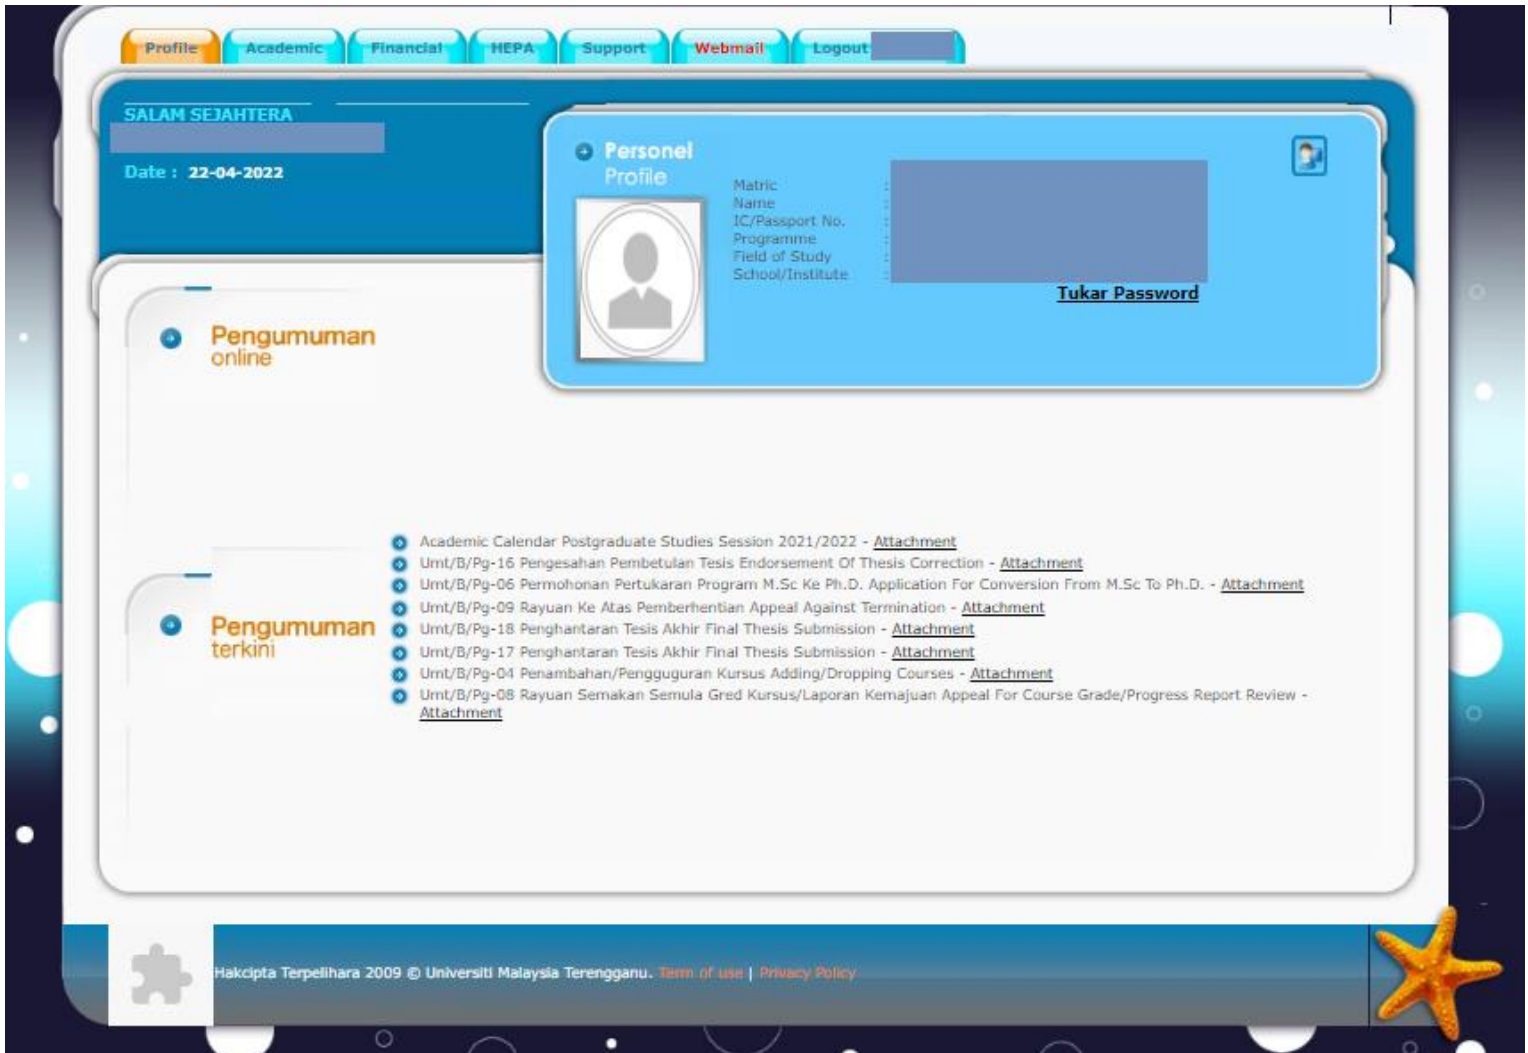 Profile Academic Financial HEPA Support Webmail Logout
SALAM SEJAHTERA
Date : 22-04-2022
Personel
Profile
Matric :
Name :
IC/Passport No. :
Programme :
Field of Study :
School/Institute :
Tukar Password
Pengumuman
online
Pengumuman
terkini
Academic Calendar Postgraduate Studies Session 2021/2022 - Attachment
Umt/B/Pg-16 Pengesahan Pembetulan Tesis Endorsement Of Thesis Correction - Attachment
Umt/B/Pg-06 Permohonan Pertukaran Program M.Sc Ke Ph.D. Application For Conversion From M.Sc To Ph.D. - Attachment
Umt/B/Pg-09 Rayuan Ke Atas Pemberhentian Appeal Against Termination - Attachment
Umt/B/Pg-18 Penghantaran Tesis Akhir Final Thesis Submission - Attachment
Umt/B/Pg-17 Penghantaran Tesis Akhir Final Thesis Submission - Attachment
Umt/B/Pg-04 Penambahan/Pengguguran Kursus Adding/Dropping Courses - Attachment
Umt/B/Pg-08 Rayuan Semakan Semula Gred Kursus/Laporan Kemajuan Appeal For Course Grade/Progress Report Review -
Attachment
Hakcipta Terpelihara 2009 © Universiti Malaysia Terengganu. Term of use | Privacy Policy